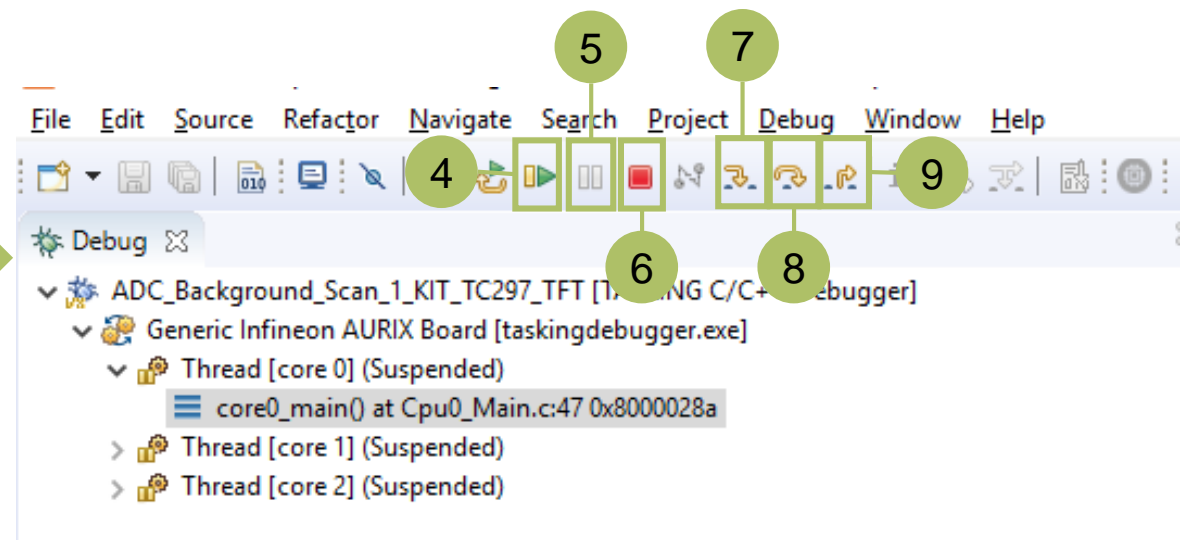 5 7
File Edit Source Refactor Navigate Search Project Debug Window Help
4 9
Debug
6 8
ADC_Background_Scan_1_KIT_TC297_TFT [TASKING C/C++ Debugger]
Generic Infineon AURIX Board [taskingdebugger.exe]
Thread [core 0] (Suspended)
core0_main() at Cpu0_Main.c:47 0x8000028a
Thread [core 1] (Suspended)
Thread [core 2] (Suspended)